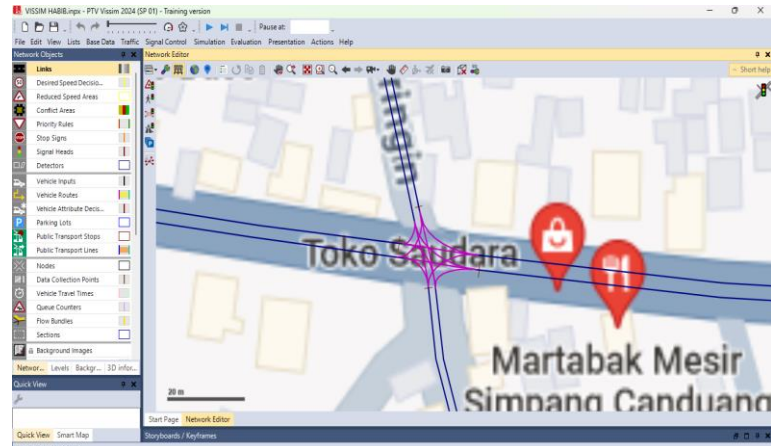 VISSIM HABIB.inpx - PTV Vissim 2024 (SP 01) - Training version
Pause at:
File Edit View Lists Base Data Traffic Signal Control Simulation Evaluation Presentation Actions Help
Network Objects
Network Editor
Links
Short help
Desired Speed Decisio...
Reduced Speed Areas
Conflict Areas
Priority Rules
Stop Signs
Signal Heads
Detectors
Vehicle Inputs
Vehicle Routes
Vehicle Attribute Decis...
Parking Lots
Public Transport Stops
Public Transport Lines
Nodes
Data Collection Points
Vehicle Travel Times
Queue Counters
Flow Bundles
Sections
Background Images
Networ... Levels Backgr... 3D infor...
Quick View
Quick View Smart Map
ringin
Toko Saudara
Martabak Mesir
Simpang Canduang
20 m
Start Page Network Editor
Storyboards / Keyframes